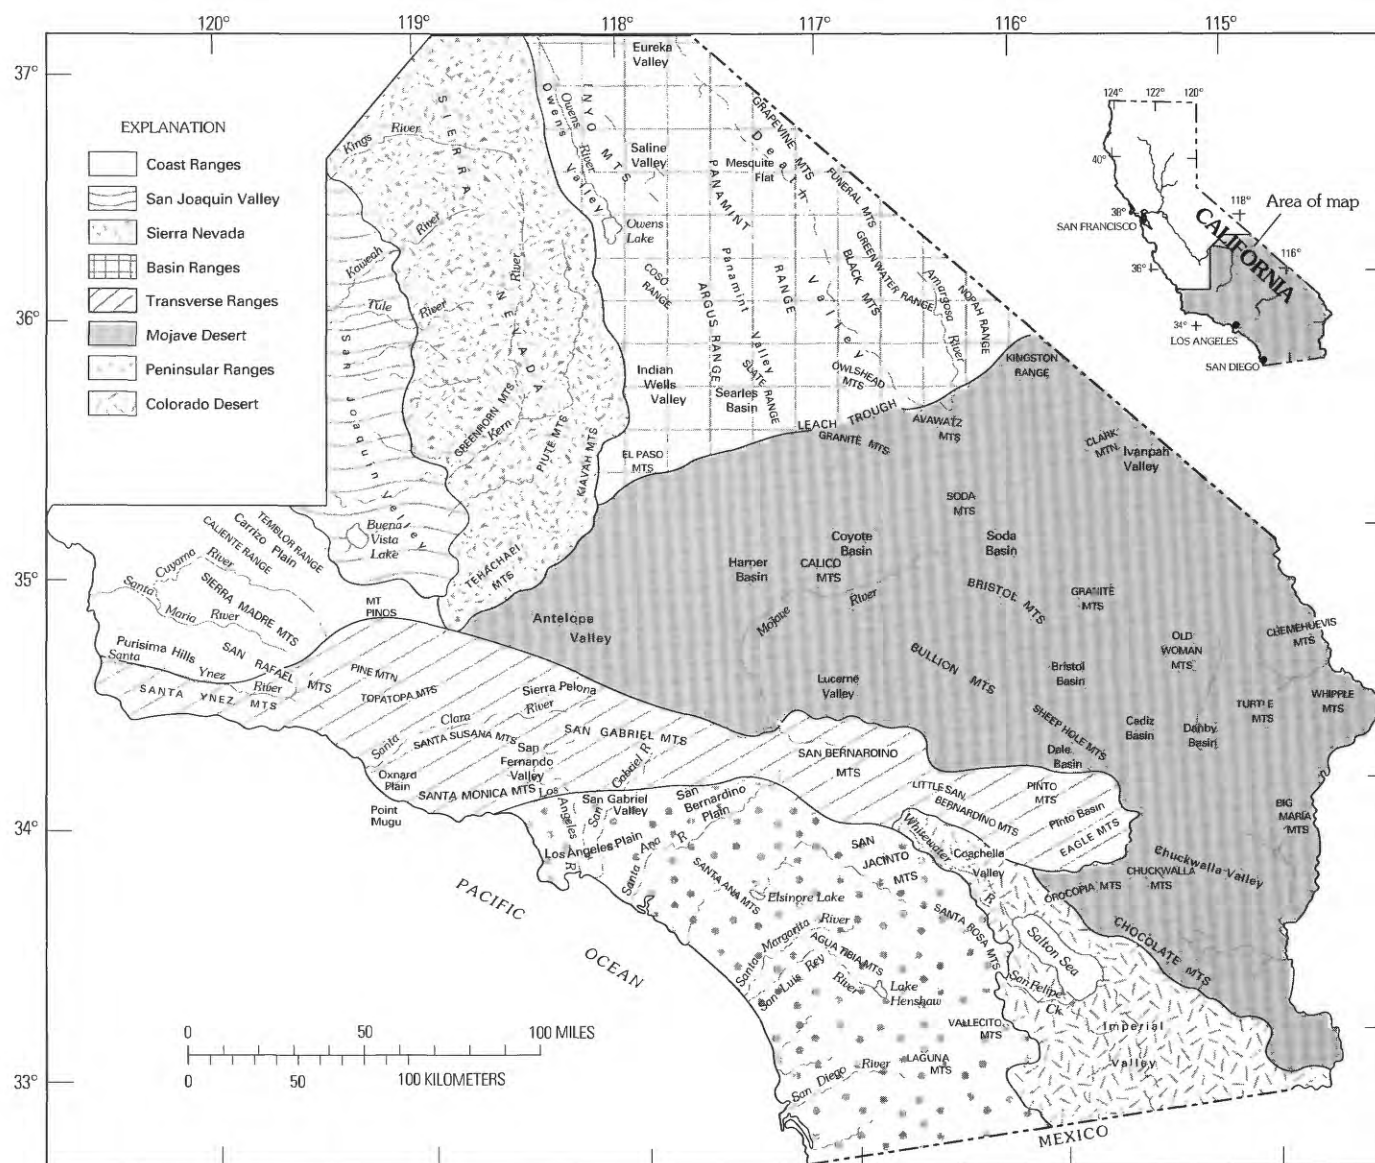 120°
119°
118°
117°
116°
115°
37°
36°
35°
34°
33°
EXPLANATION
Coast Ranges
San Joaquin Valley
Sierra Nevada
Basin Ranges
Transverse Ranges
Mojave Desert
Peninsular Ranges
Colorado Desert
124° 122° 120°
40°
38°
36°
34°
118°
116°
Area of map
CALIFORNIA
SAN FRANCISCO
LOS ANGELES
SAN DIEGO
Eureka
Valley
SIERRA
NEVADA
Kings River
Kaweah River
Tule River
River
Kern
San Joaquin Valley
Owens Valley
Owens River
INYO MTS
Saline
Valley
Mesquite
Flat
GRAPEVINE MTS
Death Valley
FUNERAL MTS
PANAMINT RANGE
Owens
Lake
COSO
RANGE
ARGUS RANGE
Panamint Valley
BLACK MTS
GREENWATER RANGE
Amargosa River
NOPAH RANGE
KINGSTON
RANGE
Indian
Wells
Valley
Searles
Basin
SLATE RANGE
OWLSHEAD
MTS
LEACH TROUGH
GRANITE MTS
AVAWATZ
MTS
CLARK
MTN
Ivanpah
Valley
GREENHORN MTS
PIUTE MTS
KIAVAH MTS
EL PASO
MTS
Buena
Vista
Lake
TEHACHAPI
MTS
TEMBLOR RANGE
Carrizo Plain
CALIENTE RANGE
Cuyama River
SIERRA MADRE MTS
Santa Maria River
MT
PINOS
Purisima Hills
Santa Ynez River
SAN RAFAEL MTS
SANTA YNEZ MTS
PINE MTN
TOPATOPA MTS
Sierra Pelona
Santa Clara River
SANTA SUSANA MTS
SAN GABRIEL MTS
San
Fernando
Valley
Oxnard
Plain
SANTA MONICA MTS
Point
Mugu
Los Angeles R
San Gabriel
Valley
San Gabriel R
San
Bernardino
Plain
Los Angeles Plain
Santa Ana R
SODA
MTS
Coyote
Basin
Soda
Basin
Harper
Basin
CALICO
MTS
Mojave River
BRISTOL MTS
GRANITE
MTS
Antelope
Valley
OLD
WOMAN
MTS
CHEMEHUEVIS
MTS
BULLION MTS
Bristol
Basin
Lucerne
Valley
TURTLE
MTS
WHIPPLE
MTS
SHEEP HOLE MTS
Cadiz
Basin
Danby
Basin
Dale
Basin
SAN BERNARDINO
MTS
LITTLE SAN
BERNARDINO MTS
PINTO
MTS
Pinto Basin
EAGLE MTS
BIG
MARIA
MTS
Whitewater R
Coachella
Valley
SAN
JACINTO
MTS
Chuckwalla Valley
CHUCKWALLA
MTS
OROCOPIA MTS
CHOCOLATE MTS
SANTA ANA MTS
Elsinore Lake
SANTA ROSA MTS
Salton Sea
Santa Margarita River
AGUA TIBIA MTS
San Luis Rey River
Lake
Henshaw
San Felipe
Ck
VALLECITO
MTS
Imperial
Valley
LAGUNA
MTS
San Diego River
PACIFIC
OCEAN
MEXICO
0 50 100 MILES
0 50 100 KILOMETERS